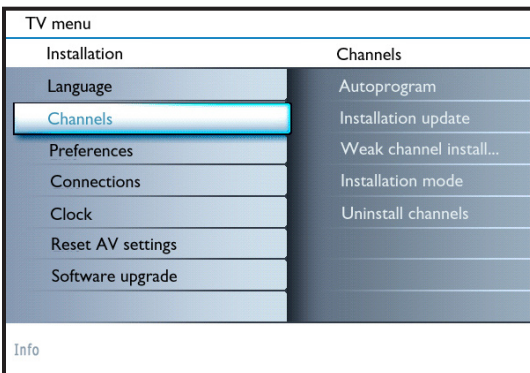 TV menu
Installation
Channels
Language
Autoprogram
Channels
Installation update
Preferences
Weak channel install...
Connections
Installation mode
Clock
Uninstall channels
Reset AV settings
Software upgrade
Info